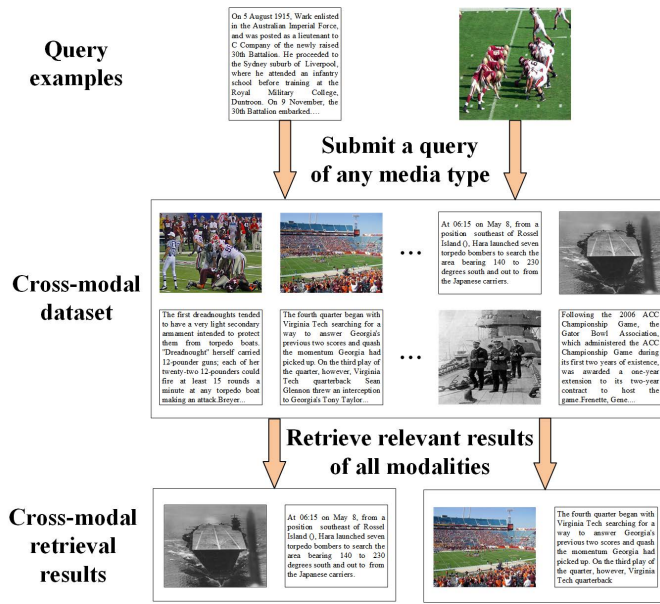 Query
examples
On 5 August 1915, Wark enlisted
in the Australian Imperial Force,
and was posted as a lieutenant to
C Company of the newly raised
30th Battalion. He proceeded to
the Sydney suburb of Liverpool,
where he attended an infantry
school before training at the
Royal Military College,
Duntroon. On 9 November, the
30th Battalion embarked.…
Submit a query
of any media type
Cross-modal
dataset
...
At 06:15 on May 8, from a
position southeast of Rossel
Island (), Hara launched seven
torpedo bombers to search the
area bearing 140 to 230
degrees south and out to from
the Japanese carriers.
The first dreadnoughts tended
to have a very light secondary
armament intended to protect
them from torpedo boats.
"Dreadnought" herself carried
12-pounder guns; each of her
twenty-two 12-pounders could
fire at least 15 rounds a
minute at any torpedo boat
making an attack.Breyer...
The fourth quarter began with
Virginia Tech searching for a
way to answer Georgia's
previous two scores and quash
the momentum Georgia had
picked up. On the third play of
the quarter, however, Virginia
Tech quarterback Sean
Glennon threw an interception
to Georgia's Tony Taylor...
...
Following the 2006 ACC
Championship Game, the
Gator Bowl Association,
which administered the ACC
Championship Game during
its first two years of existence,
was awarded a one-year
extension to its two-year
contract to host the
game.Frenette, Gene....
Retrieve relevant results
of all modalities
Cross-modal
retrieval
results
At 06:15 on May 8, from a
position southeast of Rossel
Island (), Hara launched seven
torpedo bombers to search the
area bearing 140 to 230
degrees south and out to from
the Japanese carriers.
The fourth quarter began with
Virginia Tech searching for a
way to answer Georgia's
previous two scores and quash
the momentum Georgia had
picked up. On the third play of
the quarter, however, Virginia
Tech quarterback